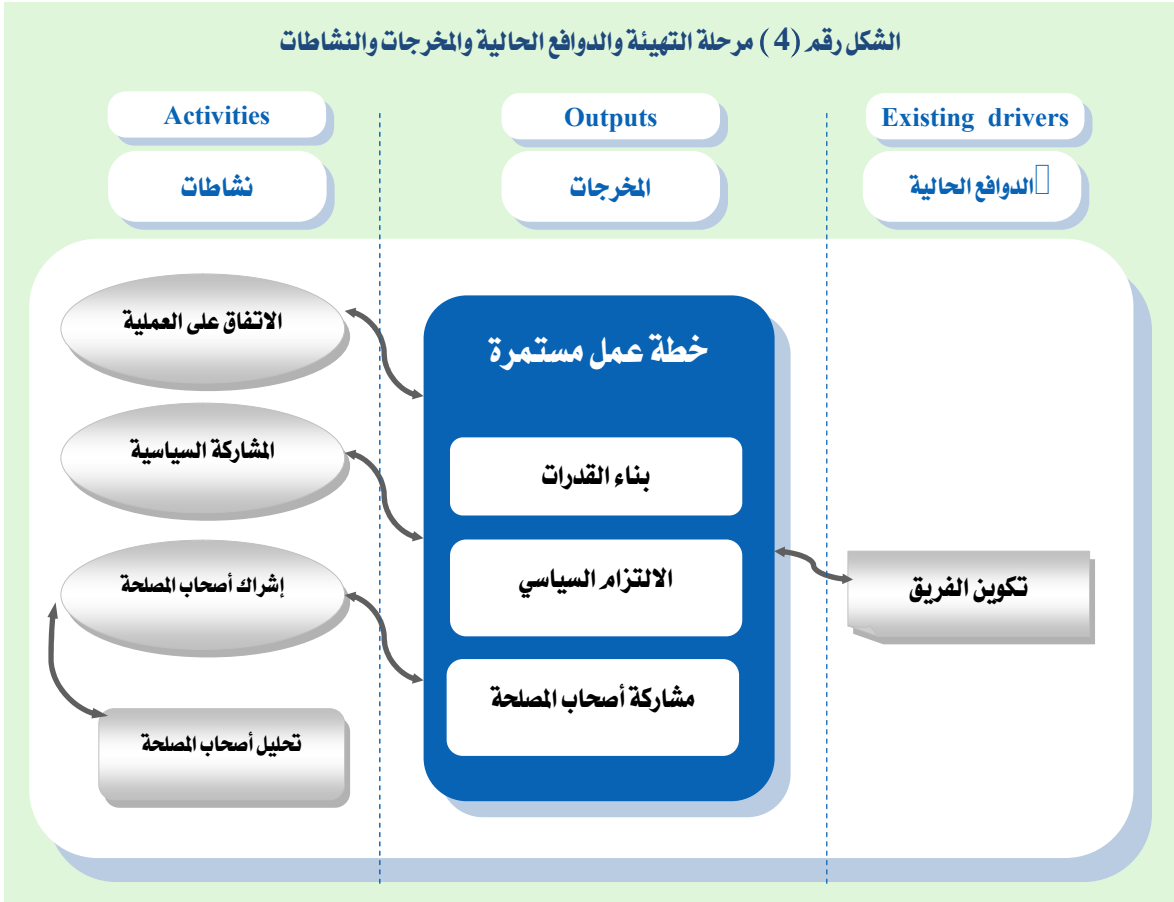 الشكل رقم (4) مرحلة التهيئة والدوافع الحالية والمخرجات والنشاطات
Existing drivers
الدوافع الحالية
Outputs
المخرجات
Activities
نشاطات
تكوين الفريق
خطة عمل مستمرة
بناء القدرات
الالتزام السياسي
مشاركة أصحاب المصلحة
الاتفاق على العملية
المشاركة السياسية
إشراك أصحاب المصلحة
تحليل أصحاب المصلحة